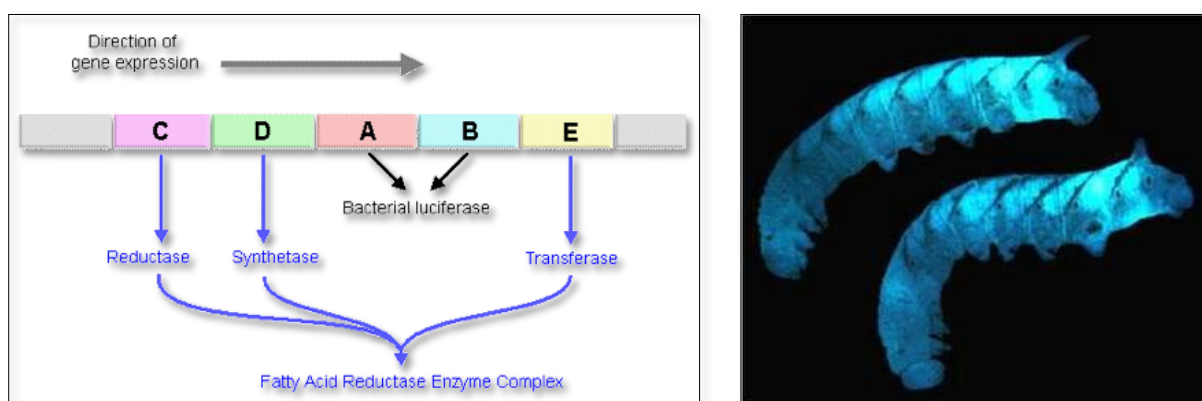 Direction of
gene expression
C D A B E
Bacterial luciferase
Reductase Synthetase Transferase
Fatty Acid Reductase Enzyme Complex